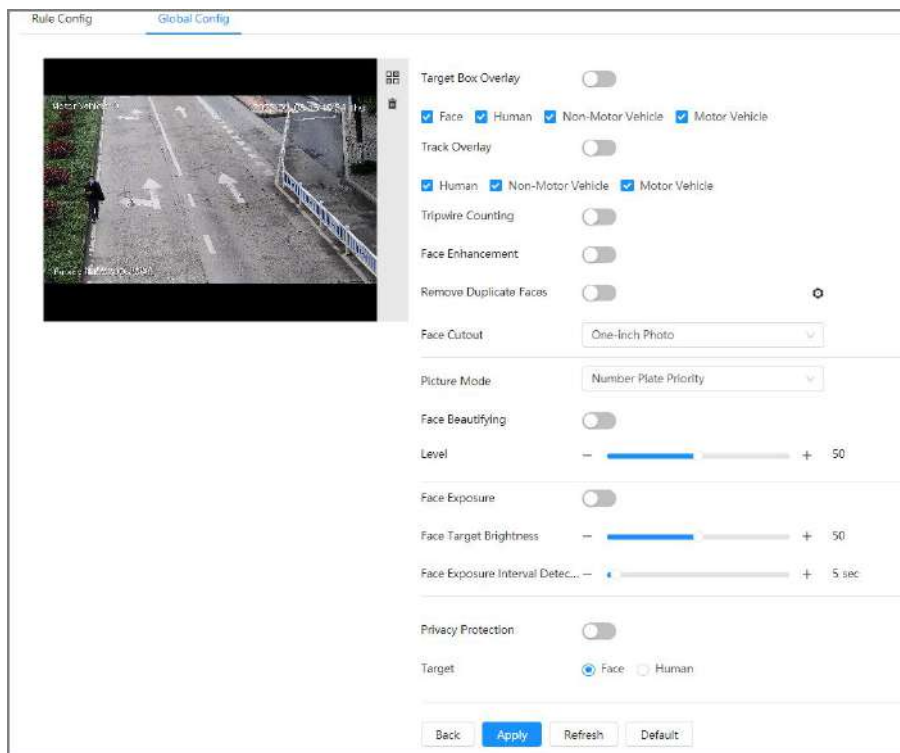 Rule Config
Global Config
Motor Vehicle
Target Box Overlay
Face Human Non-Motor Vehicle Motor Vehicle
Track Overlay
Human Non-Motor Vehicle Motor Vehicle
Tripwire Counting
Face Enhancement
Remove Duplicate Faces
Face Cutout One-inch Photo
Picture Mode Number Plate Priority
Face Beautifying
Level − + 50
Face Exposure
Face Target Brightness − + 50
Face Exposure Interval Detec... − + 5 sec
Privacy Protection
Target Face Human
Back Apply Refresh Default